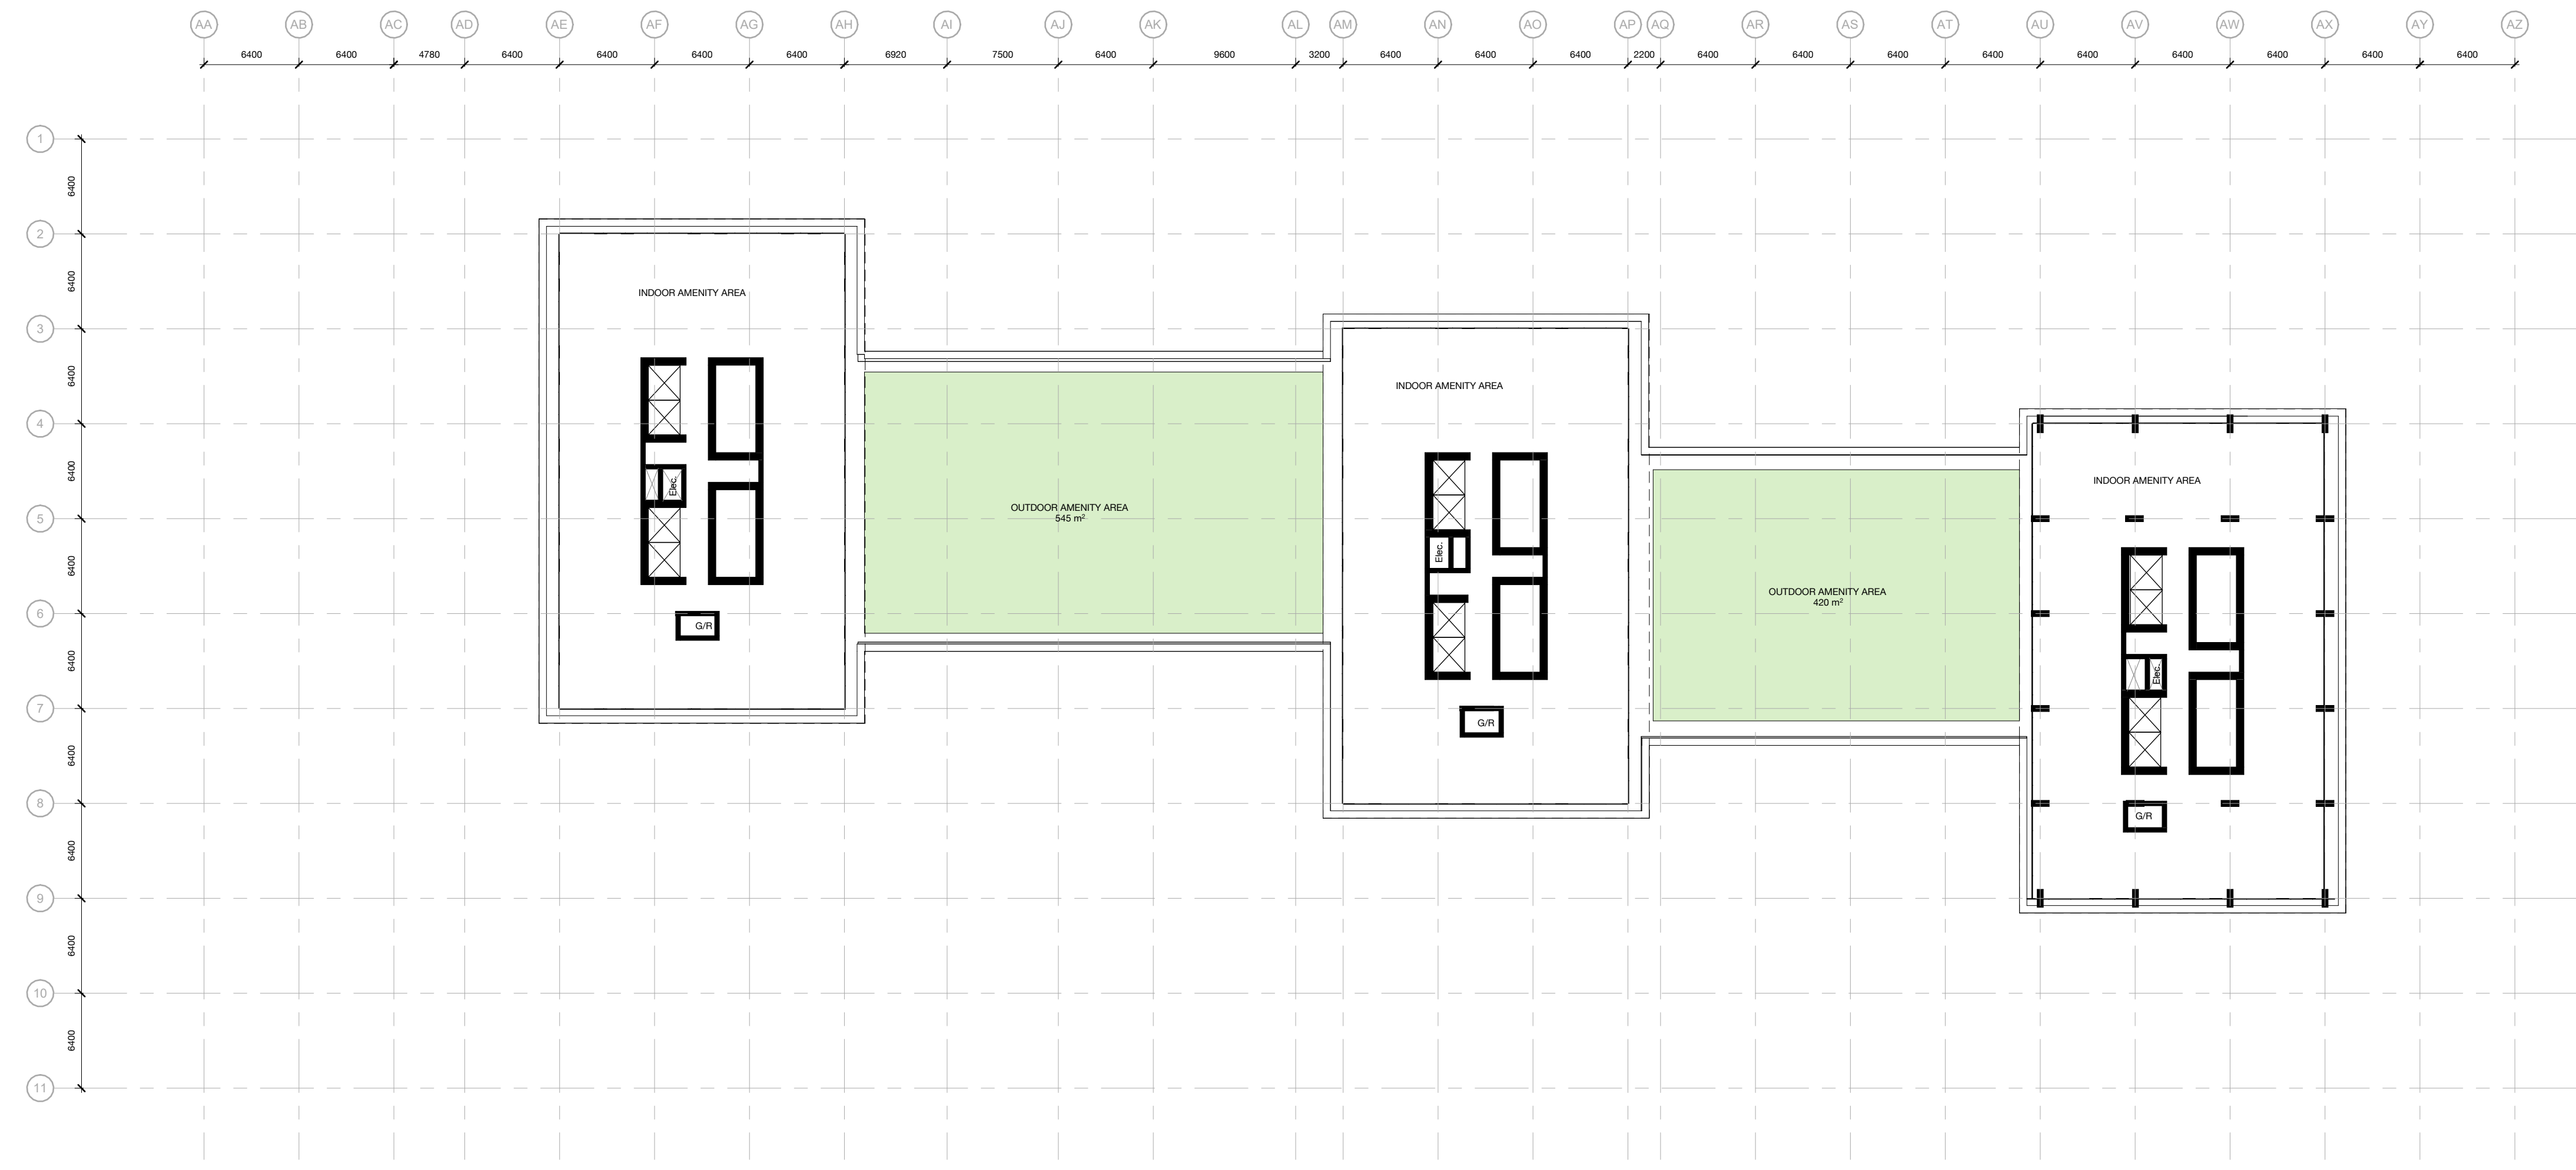 AA AB AC AD AE AF AG AH AI AJ AK AL AM AN AO AP AQ AR AS AT AU AV AW AX AY AZ
6400 6400 4780 6400 6400 6400 6400 6920 7500 6400 9600 3200 6400 6400 6400 2200 6400 6400 6400 6400 6400 6400 6400 6400 6400
1
6400
2
6400
INDOOR AMENITY AREA
3
6400
INDOOR AMENITY AREA
4
6400
INDOOR AMENITY AREA
Elec.
OUTDOOR AMENITY AREA
545 m²
5
6400
Elec.
OUTDOOR AMENITY AREA
420 m²
6
G/R
6400
Elec.
7
G/R
6400
8
G/R
6400
9
6400
10
6400
11